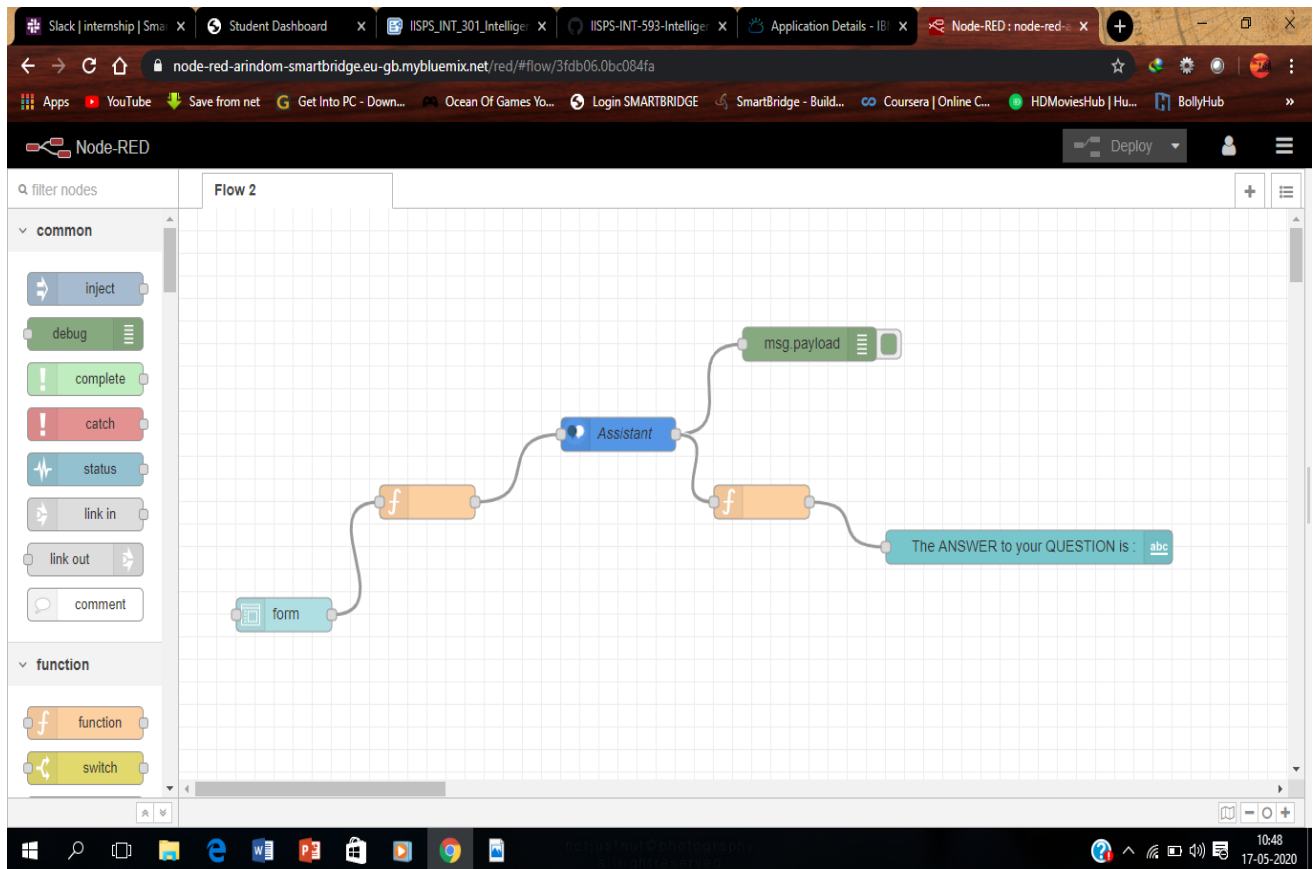 Slack | internship | Sma
Student Dashboard
IISPS_INT_301_Intelliger
IISPS-INT-593-Intelliger
Application Details - IB
Node-RED : node-red-a
node-red-arindom-smartbridge.eu-gb.mybluemix.net/red/#flow/3fdb06.0bc084fa
Apps
YouTube
Save from net
Get Into PC - Down...
Ocean Of Games Yo...
Login SMARTBRIDGE
SmartBridge - Build...
Coursera | Online C...
HDMoviesHub | Hu...
BollyHub
»
Node-RED
Deploy
filter nodes
Flow 2
common
inject
debug
complete
catch
status
link in
link out
comment
function
function
switch
msg.payload
Assistant
form
The ANSWER to your QUESTION is :
abc
10:48
17-05-2020